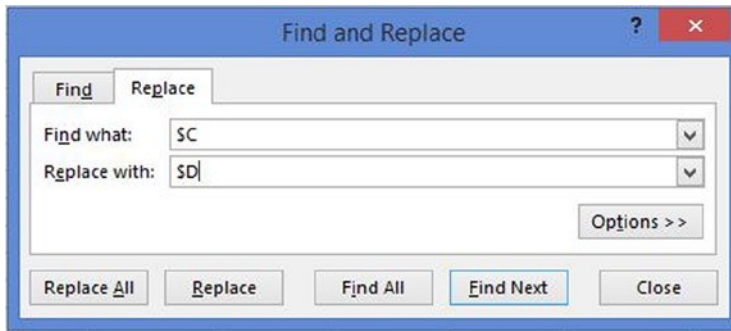 Find and Replace ? ×
Find Replace
Find what: $C
Replace with: $D
Options >>
Replace All Replace Find All Find Next Close